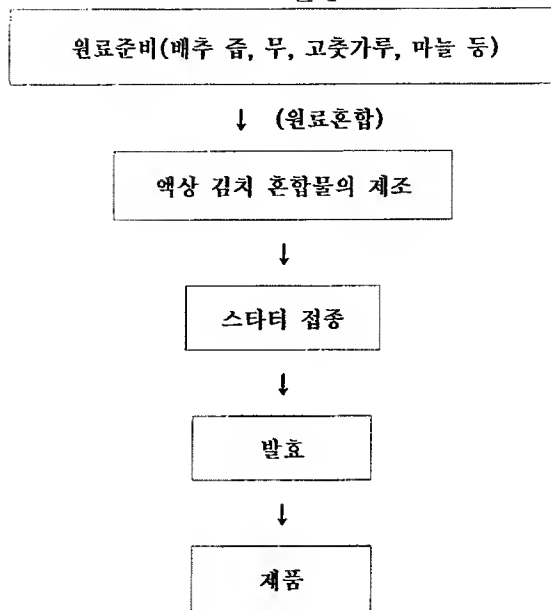 원료준비(배추 즙, 무, 고춧가루, 마늘 등)
↓ (원료혼합)
액상 김치 혼합물의 제조
↓
스타터 접종
↓
발효
↓
제품